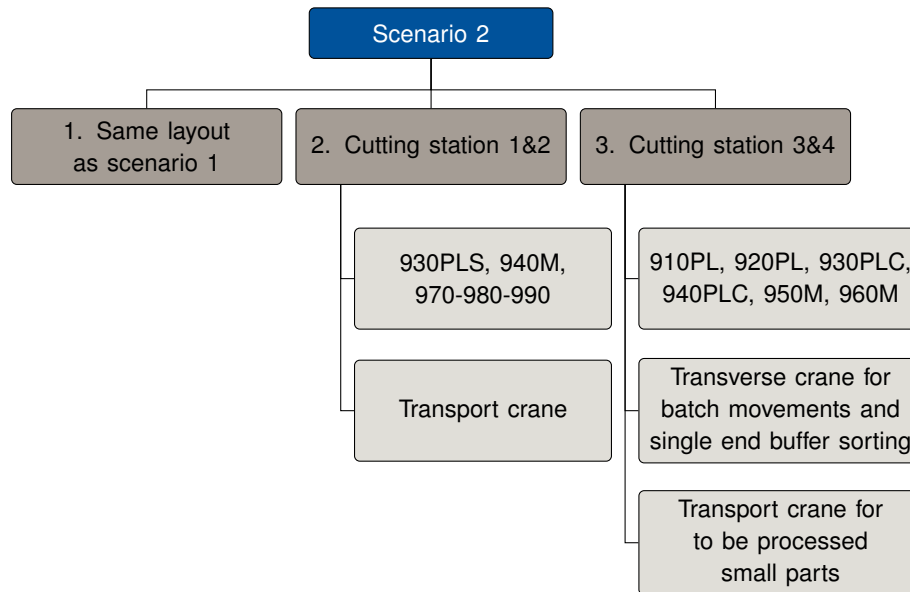 Scenario 2
1. Same layout
as scenario 1
2. Cutting station 1&2
3. Cutting station 3&4
930PLS, 940M,
970-980-990
Transport crane
910PL, 920PL, 930PLC,
940PLC, 950M, 960M
Transverse crane for
batch movements and
single end buffer sorting
Transport crane for
to be processed
small parts